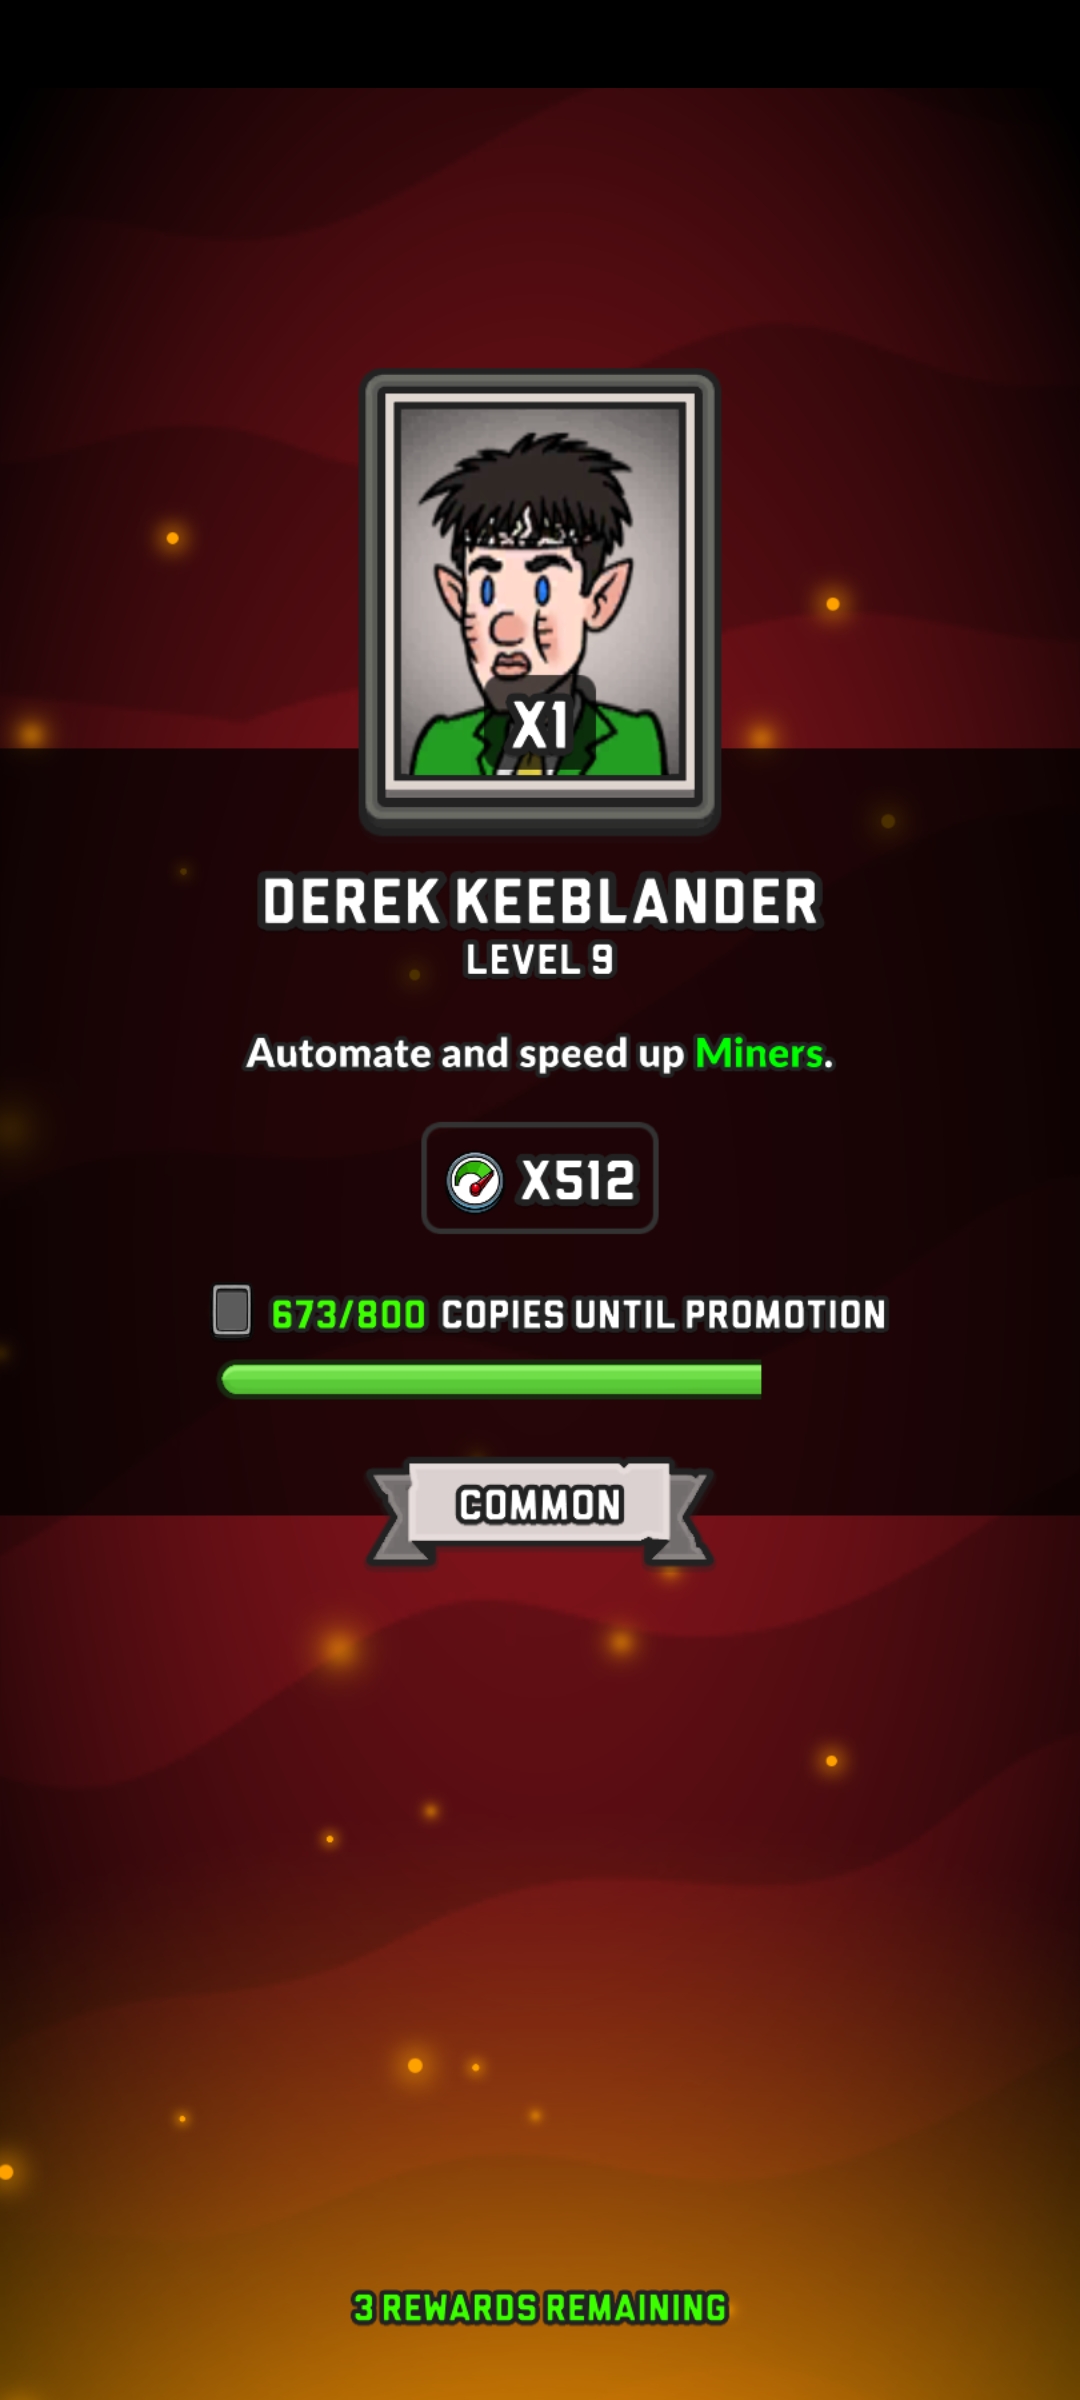 X1
DEREK KEEBLANDER
LEVEL 9
Automate and speed up Miners.
X512
673/800 COPIES UNTIL PROMOTION
COMMON
3 REWARDS REMAINING